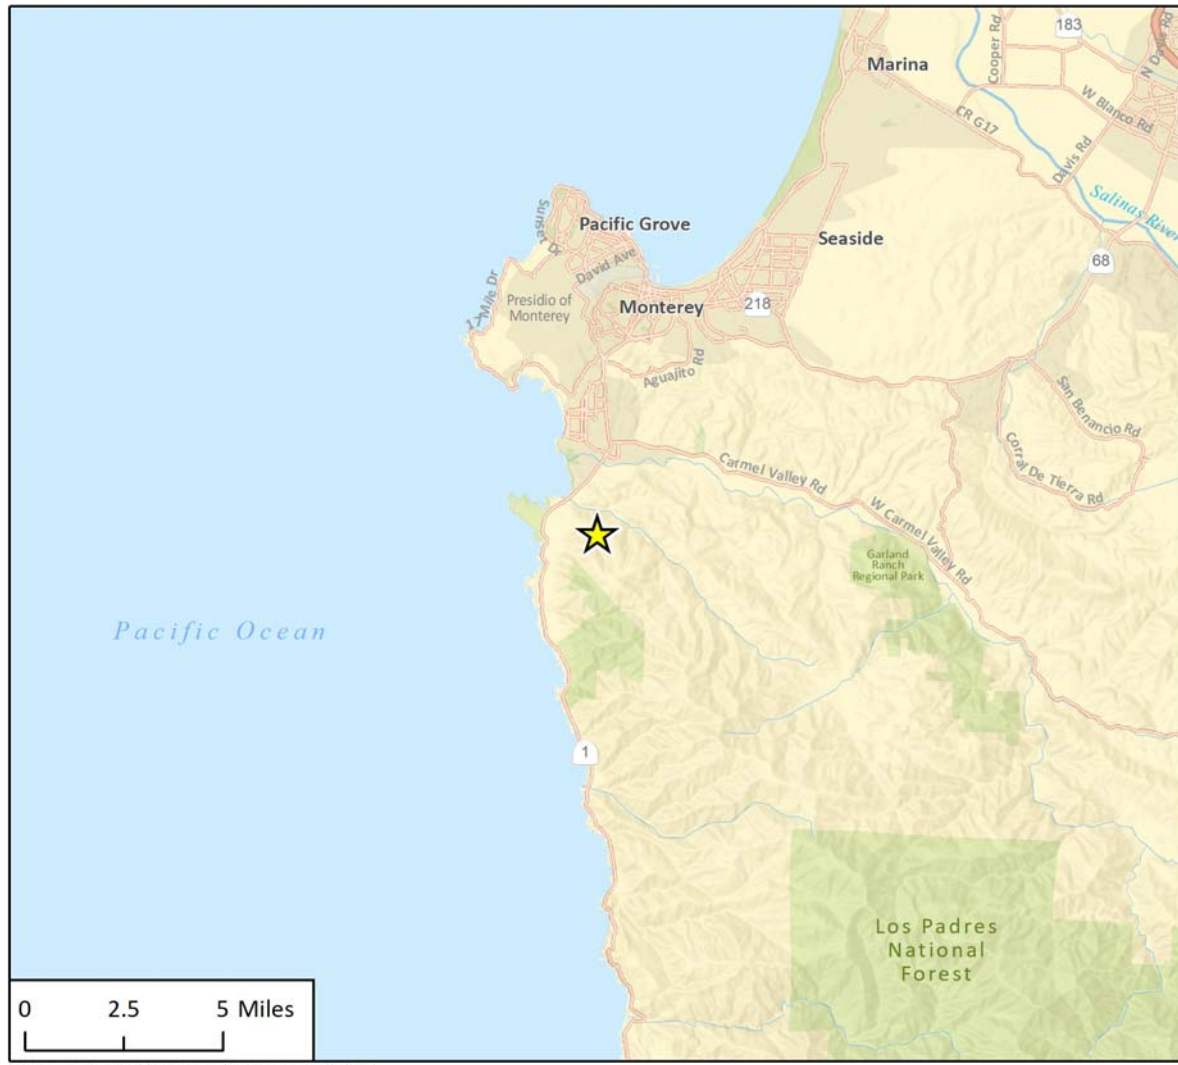 183
N Davis Rd
Cooper Rd
Marina
W Blanco Rd
CR G17
Davis Rd
Salinas River
Sunset Dr
Pacific Grove
Seaside
David Ave
68
17 Mile Dr
Presidio of
Monterey
Monterey
218
Aguajito Rd
San Benancio Rd
Corral De Tierra Rd
Carmel Valley Rd
W Carmel Valley Rd
Garland
Ranch
Regional Park
Pacific Ocean
1
Los Padres
National
Forest
0 2.5 5 Miles